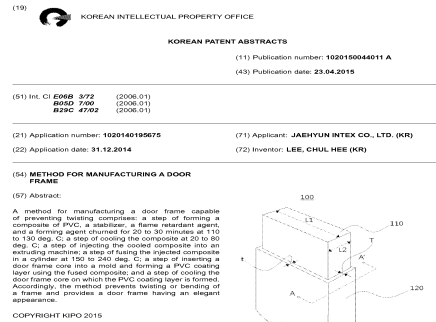 (19)
KOREAN INTELLECTUAL PROPERTY OFFICE
KOREAN PATENT ABSTRACTS
(11) Publication number: 1020150044011 A
(43) Publication date: 23.04.2015
(51) Int. Cl E06B 3/72 (2006.01)
B05D 7/00 (2006.01)
B29C 47/02 (2006.01)
(21) Application number: 1020140195675
(71) Applicant: JAEHYUN INTEX CO., LTD. (KR)
(22) Application date: 31.12.2014
(72) Inventor: LEE, CHUL HEE (KR)
(54) METHOD FOR MANUFACTURING A DOOR
FRAME
(57) Abstract:
A method for manufacturing a door frame capable
of preventing twisting comprises: a step of forming a
composite of PVC, a stabilizer, a flame retardant agent,
and a forming agent churned for 20 to 30 minutes at 110
to 130 deg. C; a step of cooling the composite at 20 to 80
deg. C; a step of injecting the cooled composite into an
extruding machine; a step of fusing the injected composite
in a cylinder at 150 to 240 deg. C; a step of inserting a
door frame core into a mold and forming a PVC coating
layer using the fused composite; and a step of cooling the
door frame core on which the PVC coating layer is formed.
Accordingly, the method prevents twisting or bending of
a frame and provides a door frame having an elegant
appearance.
COPYRIGHT KIPO 2015
100
L1
110
L2
T
t
A'
A
120